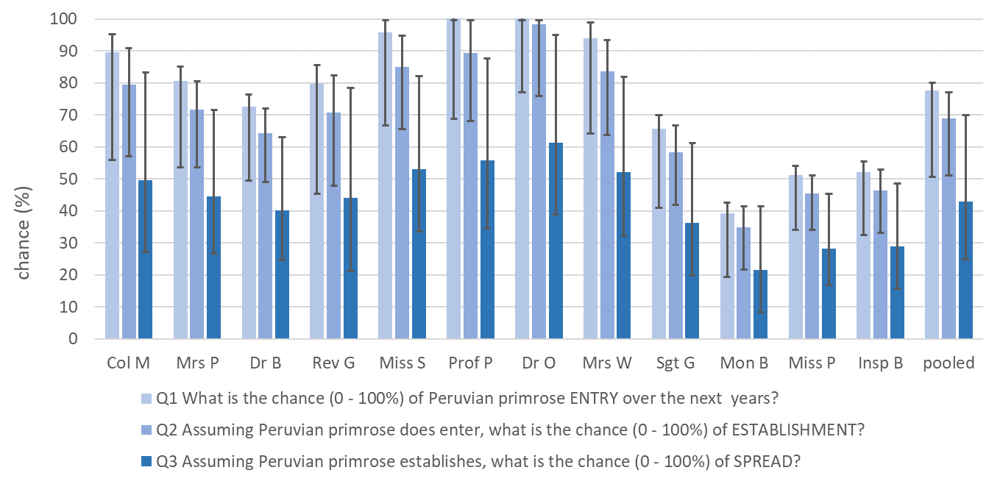 100
90
80
70
60
50
40
30
20
10
0
chance (%)
Col M Mrs P Dr B Rev G Miss S Prof P Dr O Mrs W Sgt G Mon B Miss P Insp B pooled
Q1 What is the chance (0 - 100%) of Peruvian primrose ENTRY over the next  years?
Q2 Assuming Peruvian primrose does enter, what is the chance (0 - 100%) of ESTABLISHMENT?
Q3 Assuming Peruvian primrose establishes, what is the chance (0 - 100%) of SPREAD?